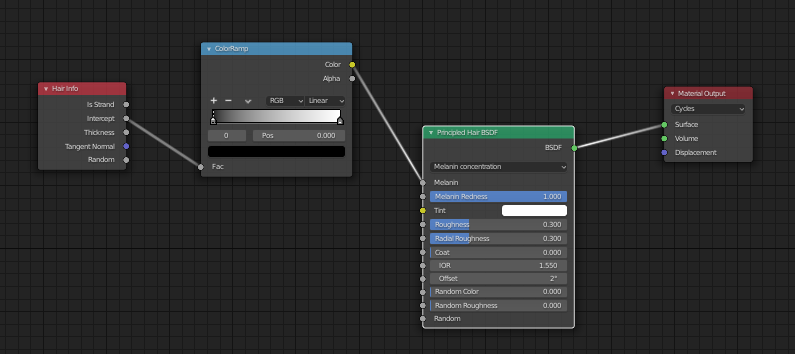 Hair Info
Is Strand
Intercept
Thickness
Tangent Normal
Random
ColorRamp
Color
Alpha
RGB
Linear
0
Pos 0.000
Fac
Principled Hair BSDF
BSDF
Melanin concentration
Melanin
Melanin Redness 1.000
Tint
Roughness 0.300
Radial Roughness 0.300
Coat 0.000
IOR 1.550
Offset 2°
Random Color 0.000
Random Roughness 0.000
Random
Material Output
Cycles
Surface
Volume
Displacement